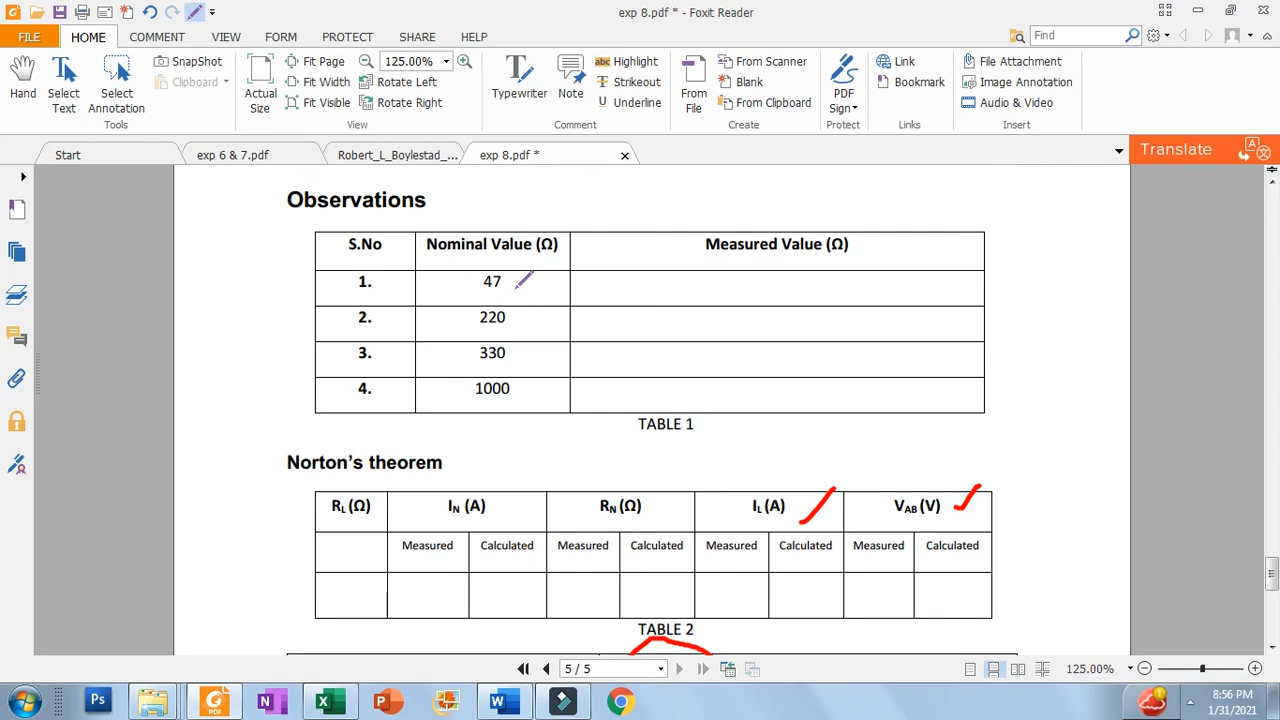 exp 8.pdf * - Foxit Reader
FILE HOME COMMENT VIEW FORM PROTECT SHARE HELP
Find
Hand
Select Text
Select Annotation
SnapShot
Clipboard
Tools
Actual Size
Fit Page
Fit Width
Fit Visible
125.00%
Rotate Left
Rotate Right
View
Typewriter
Note
abc Highlight
Strikeout
U Underline
Comment
From File
From Scanner
Blank
From Clipboard
Create
PDF Sign
Protect
Link
Bookmark
Links
File Attachment
Image Annotation
Audio & Video
Insert
Start exp 6 & 7.pdf Robert_L_Boylestad_... exp 8.pdf *
Translate
Observations
S.No Nominal Value (Ω) Measured Value (Ω)
1. 47
2. 220
3. 330
4. 1000
TABLE 1
Norton's theorem
RL (Ω) IN (A) RN (Ω) IL (A) VAB (V)
Measured Calculated Measured Calculated Measured Calculated Measured Calculated
TABLE 2
5 / 5
125.00%
Ps
PDF
N
X
P
W
8:56 PM
1/31/2021